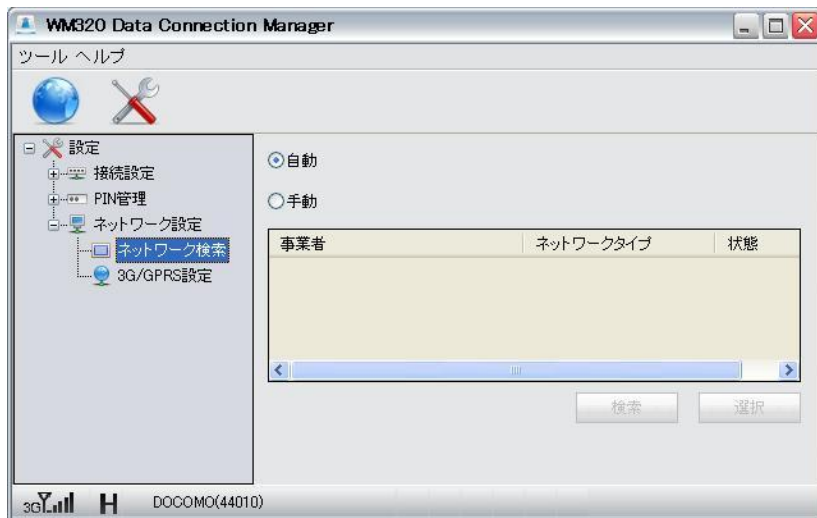 WM320 Data Connection Manager
ツール ヘルプ
設定
接続設定
PIN管理
ネットワーク設定
ネットワーク検索
3G/GPRS設定
自動
手動
事業者 ネットワークタイプ 状態
検索 選択
3G H DOCOMO(44010)